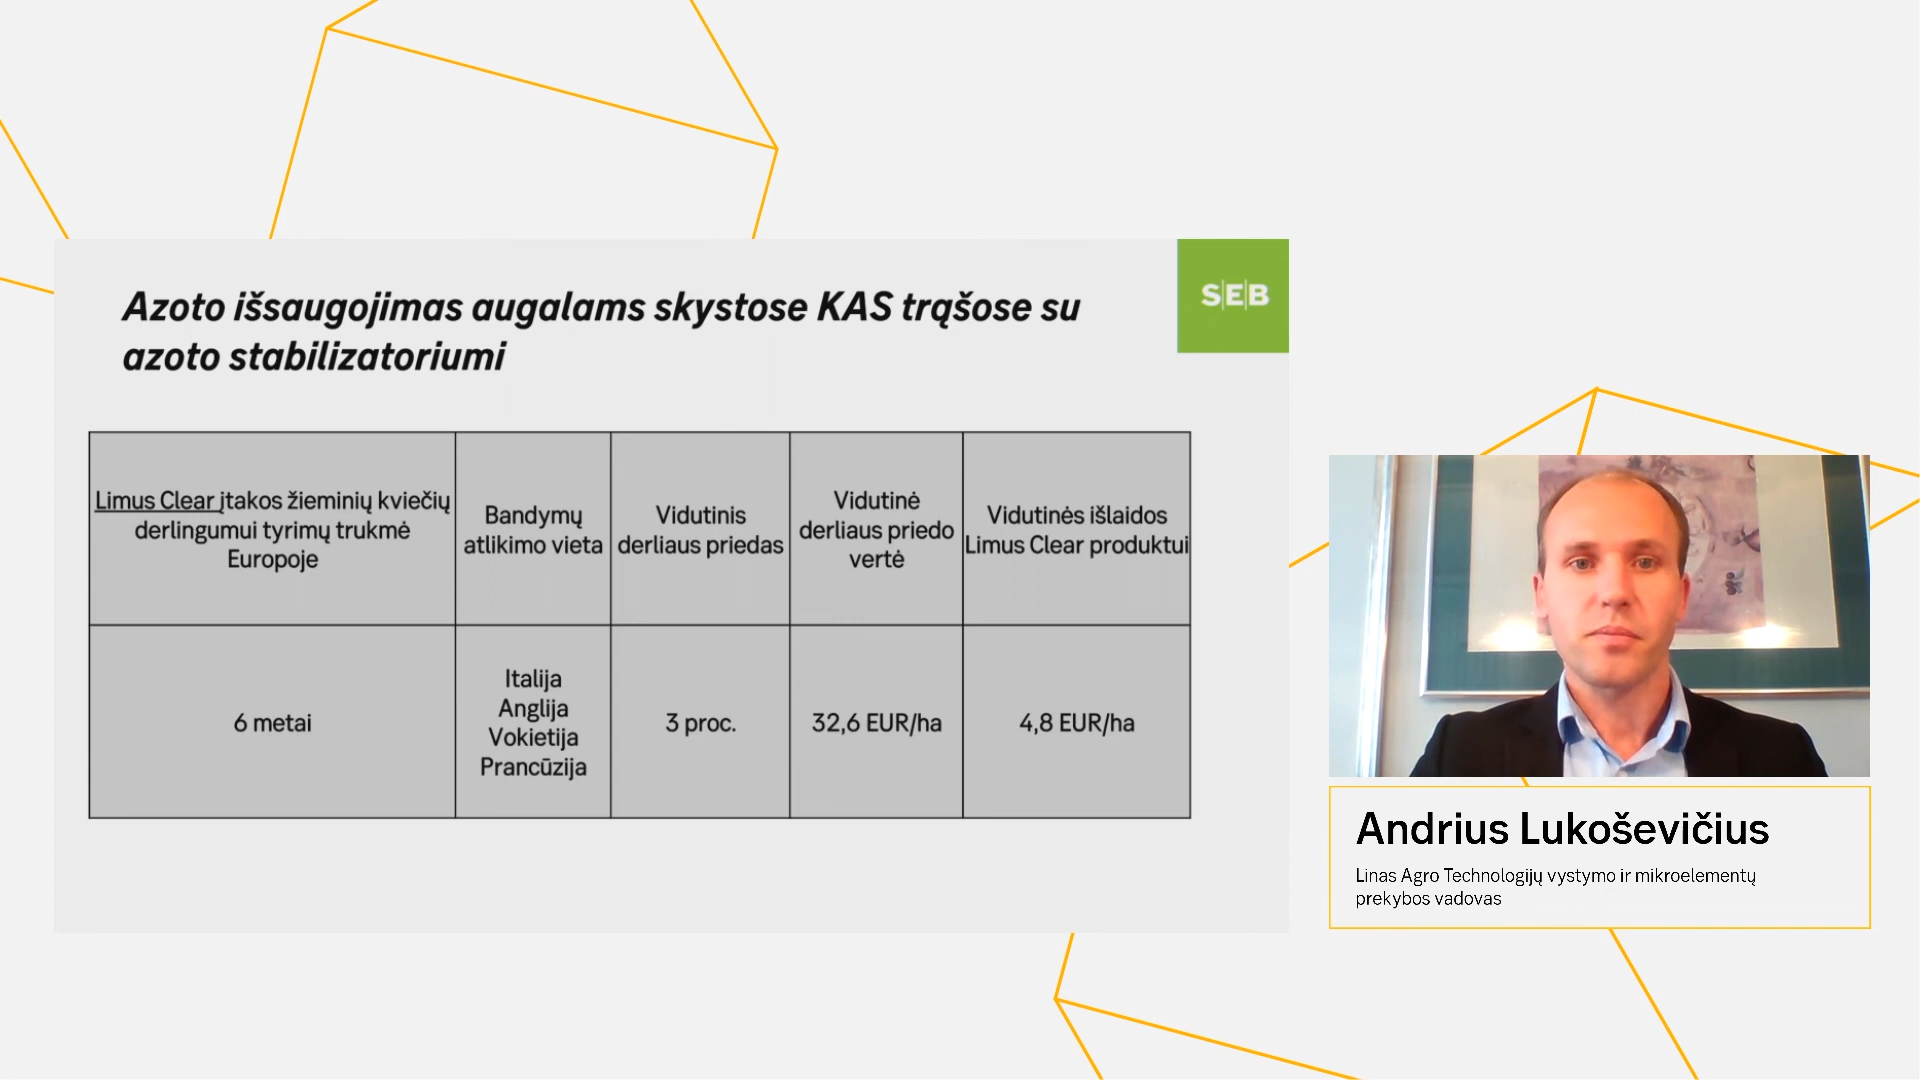 Azoto išsaugojimas augalams skystose KAS trąšose su
azoto stabilizatoriumi
SEB
Limus Clear įtakos žieminių kviečių
derlingumui tyrimų trukmė
Europoje
Bandymų
atlikimo vieta
Vidutinis
derliaus priedas
Vidutinė
derliaus priedo
vertė
Vidutinės išlaidos
Limus Clear produktui
6 metai
Italija
Anglija
Vokietija
Prancūzija
3 proc.
32,6 EUR/ha
4,8 EUR/ha
Andrius Lukoševičius
Linas Agro Technologijų vystymo ir mikroelementų
prekybos vadovas